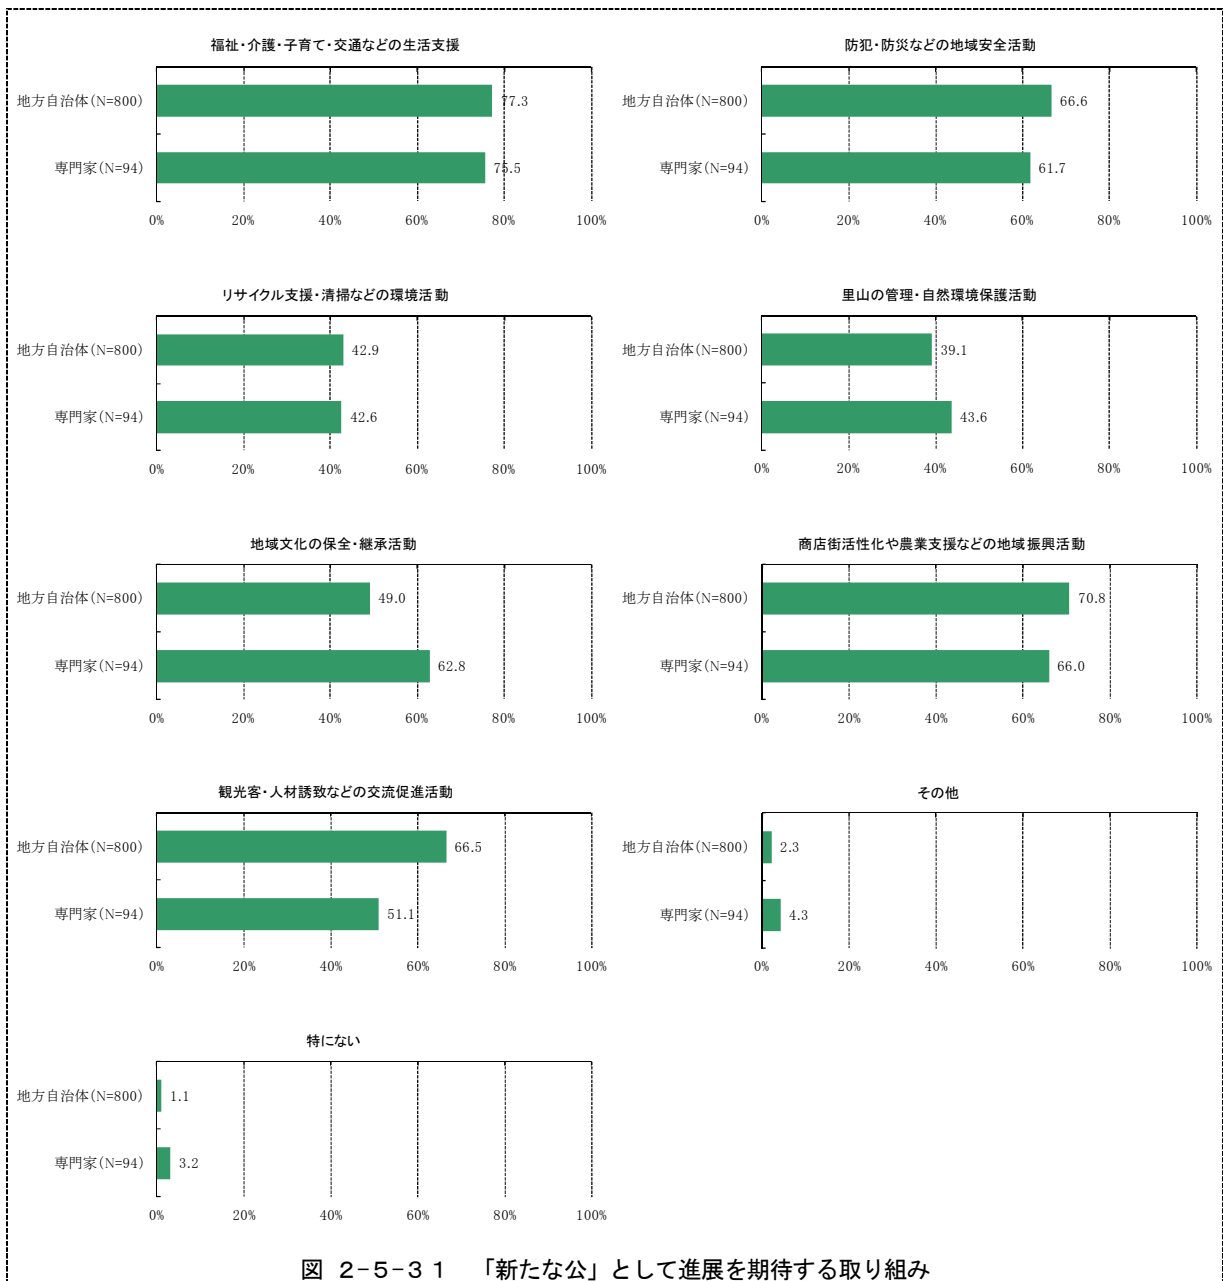 福祉・介護・子育て・交通などの生活支援
地方自治体(N=800)
77.3
専門家(N=94)
75.5
0% 20% 40% 60% 80% 100%
防犯・防災などの地域安全活動
地方自治体(N=800)
66.6
専門家(N=94)
61.7
0% 20% 40% 60% 80% 100%
リサイクル支援・清掃などの環境活動
地方自治体(N=800)
42.9
専門家(N=94)
42.6
0% 20% 40% 60% 80% 100%
里山の管理・自然環境保護活動
地方自治体(N=800)
39.1
専門家(N=94)
43.6
0% 20% 40% 60% 80% 100%
地域文化の保全・継承活動
地方自治体(N=800)
49.0
専門家(N=94)
62.8
0% 20% 40% 60% 80% 100%
商店街活性化や農業支援などの地域振興活動
地方自治体(N=800)
70.8
専門家(N=94)
66.0
0% 20% 40% 60% 80% 100%
観光客・人材誘致などの交流促進活動
地方自治体(N=800)
66.5
専門家(N=94)
51.1
0% 20% 40% 60% 80% 100%
その他
地方自治体(N=800)
2.3
専門家(N=94)
4.3
0% 20% 40% 60% 80% 100%
特にない
地方自治体(N=800)
1.1
専門家(N=94)
3.2
0% 20% 40% 60% 80% 100%
図 2-5-31 「新たな公」として進展を期待する取り組み